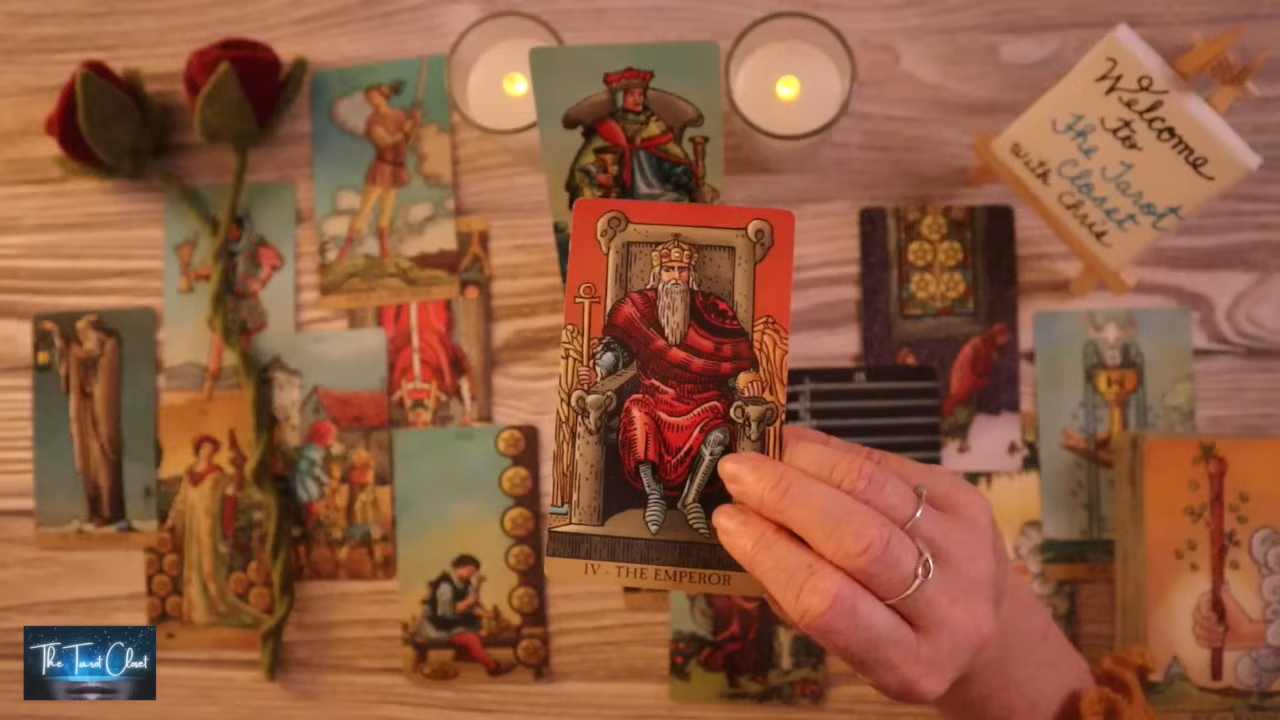 Welcome
to
The Tarot
Closet
with Chris
IV - THE EMPEROR
The Tarot Closet